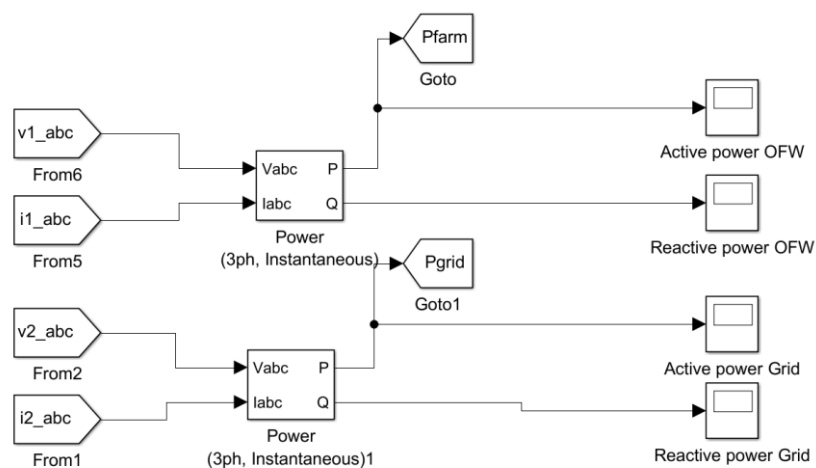 Pfarm
Goto
v1_abc
From6
Vabc
P
Active power OFW
i1_abc
From5
Iabc
Q
Power
(3ph, Instantaneous)
Reactive power OFW
Pgrid
Goto1
v2_abc
From2
Vabc
P
Active power Grid
i2_abc
From1
Iabc
Q
Power
(3ph, Instantaneous)1
Reactive power Grid